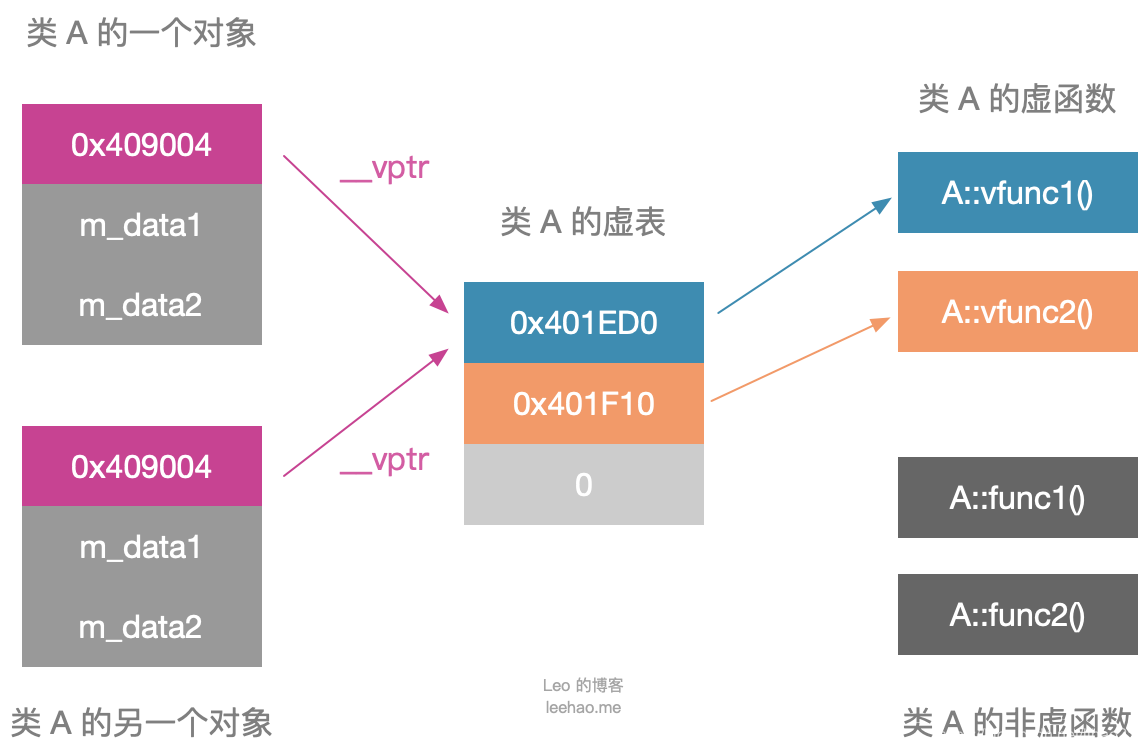 类 A 的一个对象
0x409004
m_data1
m_data2
__vptr
0x409004
m_data1
m_data2
__vptr
类 A 的另一个对象
类 A 的虚表
0x401ED0
0x401F10
0
类 A 的虚函数
A::vfunc1()
A::vfunc2()
A::func1()
A::func2()
类 A 的非虚函数
Leo 的博客
leehao.me